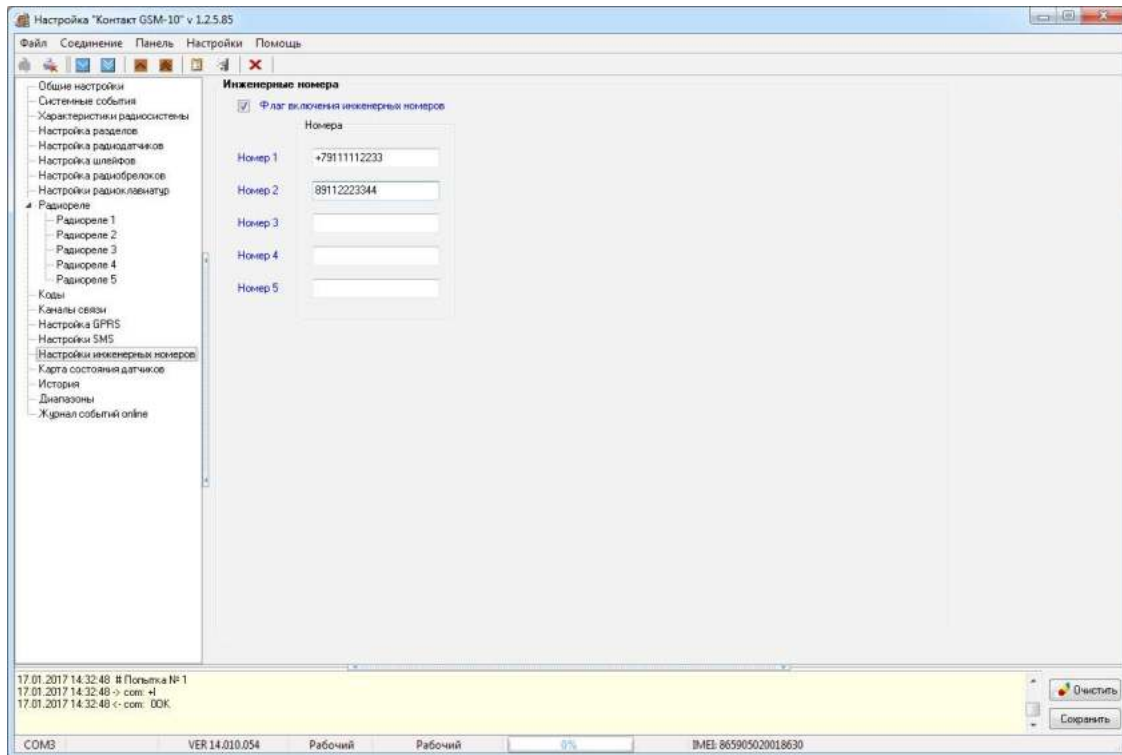 Настройка "Контакт GSM-10" v 1.2.5.85
Файл Соединение Панель Настройки Помощь
Общие настройки
Системные события
Характеристики радиосистемы
Настройка разделов
Настройка радиодатчиков
Настройка шлейфов
Настройка радиобрелоков
Настройки радиоклавиатур
Радиореле
Радиореле 1
Радиореле 2
Радиореле 3
Радиореле 4
Радиореле 5
Коды
Каналы связи
Настройка GPRS
Настройки SMS
Настройки инженерных номеров
Карта состояния датчиков
История
Диапазоны
Журнал событий online
Инженерные номера
Флаг включения инженерных номеров
Номера
Номер 1 +79111112233
Номер 2 89112223344
Номер 3
Номер 4
Номер 5
17.01.2017 14:32:48 # Попытка № 1
17.01.2017 14:32:48 -> com: +I
17.01.2017 14:32:48 <- com: 0OK
Очистить
Сохранить
COM3 VER 14.010.054 Рабочий Рабочий 0% IMEI: 865905020018630